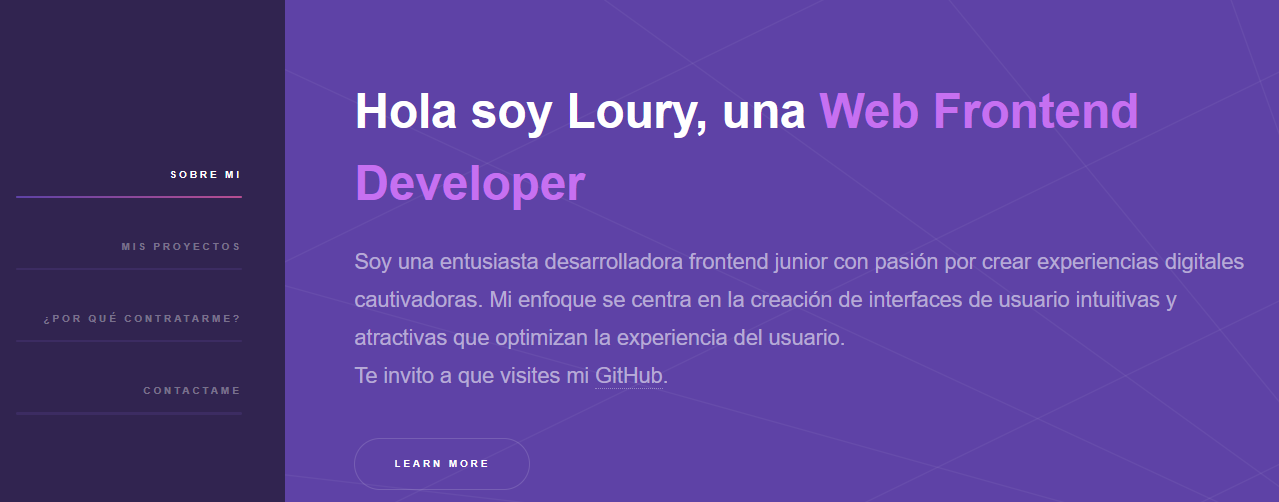 SOBRE MI
MIS PROYECTOS
¿POR QUÉ CONTRATARME?
CONTACTAME
Hola soy Loury, una Web Frontend
Developer
Soy una entusiasta desarrolladora frontend junior con pasión por crear experiencias digitales
cautivadoras. Mi enfoque se centra en la creación de interfaces de usuario intuitivas y
atractivas que optimizan la experiencia del usuario.
Te invito a que visites mi GitHub.
LEARN MORE